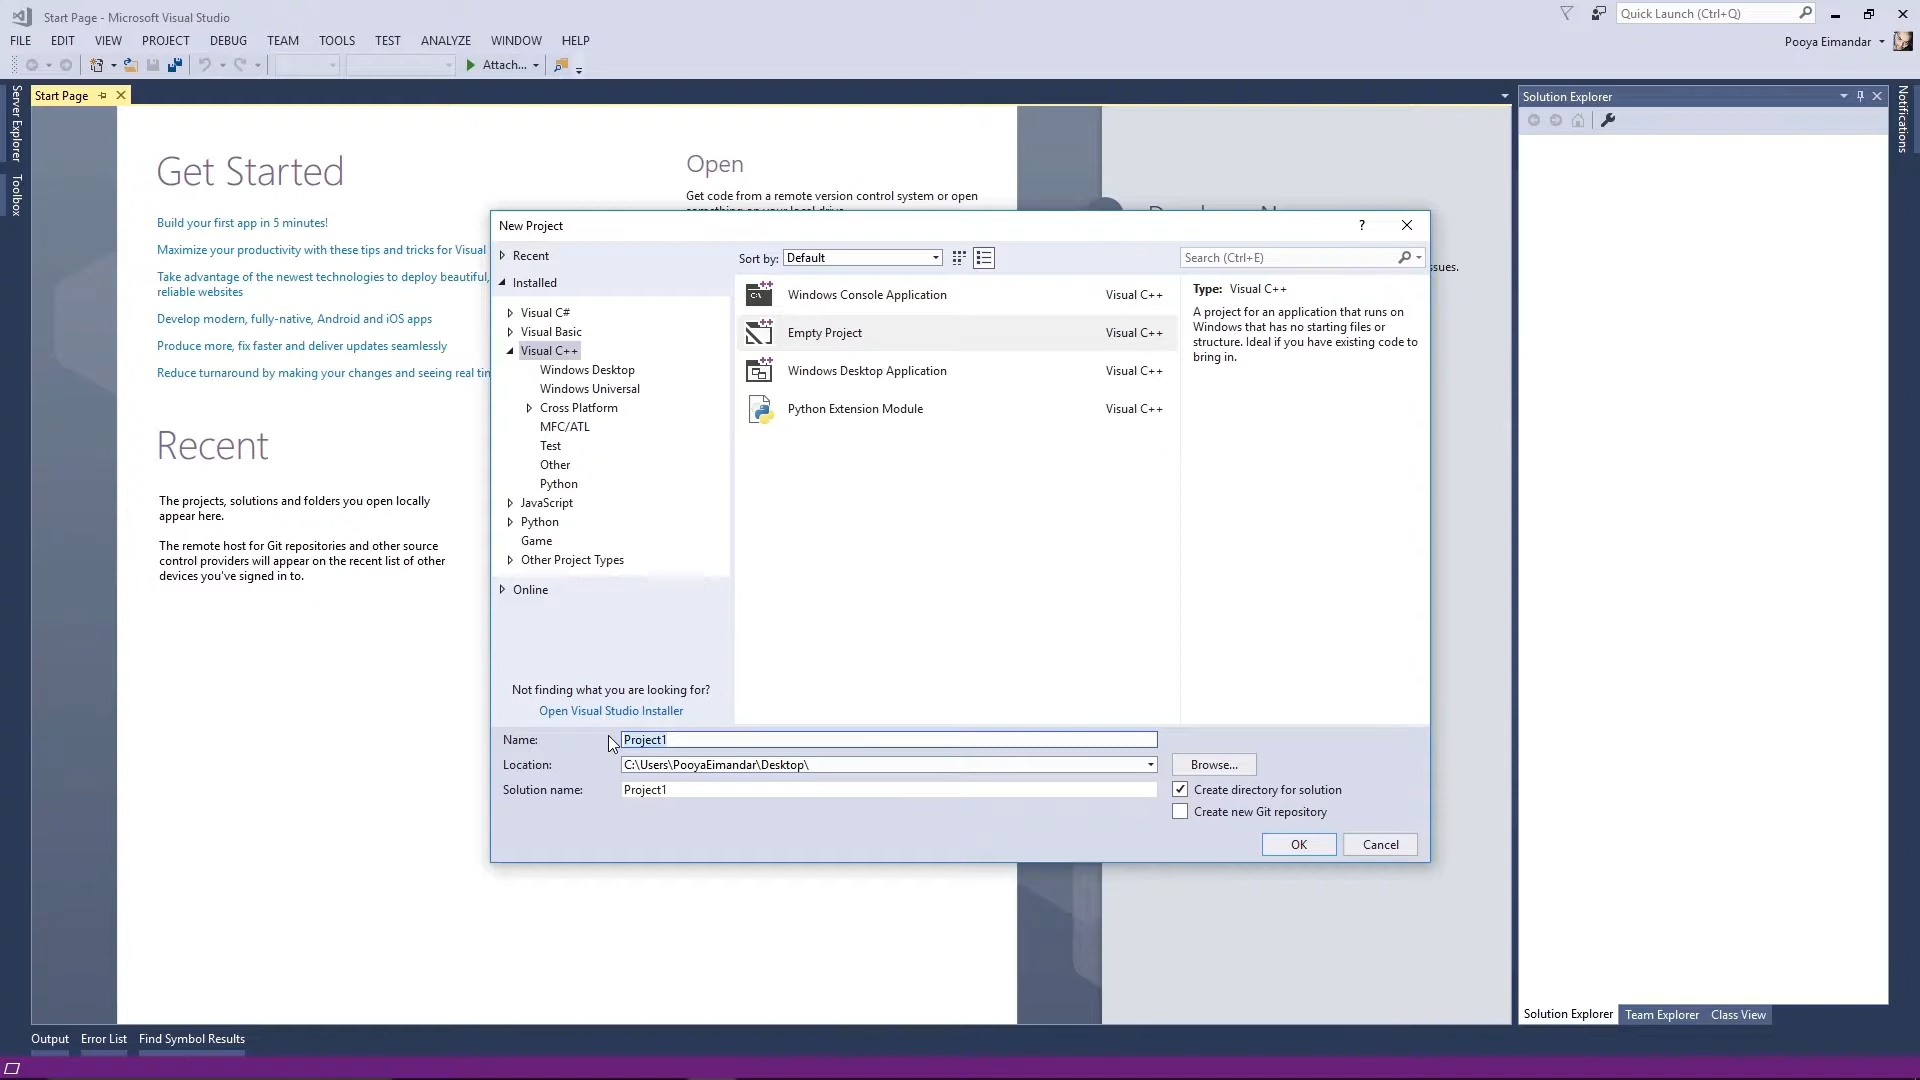 Start Page - Microsoft Visual Studio
Quick Launch (Ctrl+Q)
FILE EDIT VIEW PROJECT DEBUG TEAM TOOLS TEST ANALYZE WINDOW HELP
Pooya Eimandar
Attach...
Server Explorer
Toolbox
Start Page
Solution Explorer
Notifications
Get Started
Build your first app in 5 minutes!
Maximize your productivity with these tips and tricks for Visual
Take advantage of the newest technologies to deploy beautiful,
reliable websites
Develop modern, fully-native, Android and iOS apps
Produce more, fix faster and deliver updates seamlessly
Reduce turnaround by making your changes and seeing real tin
Recent
The projects, solutions and folders you open locally
appear here.
The remote host for Git repositories and other source
control providers will appear on the recent list of other
devices you've signed in to.
Open
Get code from a remote version control system or open
something on your local drive.
ssues.
New Project
?
Recent
Installed
Visual C#
Visual Basic
Visual C++
Windows Desktop
Windows Universal
Cross Platform
MFC/ATL
Test
Other
Python
JavaScript
Python
Game
Other Project Types
Online
Not finding what you are looking for?
Open Visual Studio Installer
Sort by: Default
Search (Ctrl+E)
Windows Console Application Visual C++
Empty Project Visual C++
Windows Desktop Application Visual C++
Python Extension Module Visual C++
Type: Visual C++
A project for an application that runs on
Windows that has no starting files or
structure. Ideal if you have existing code to
bring in.
Name: Project1
Location: C:\Users\PooyaEimandar\Desktop\
Browse...
Solution name: Project1
Create directory for solution
Create new Git repository
OK Cancel
Solution Explorer Team Explorer Class View
Output Error List Find Symbol Results